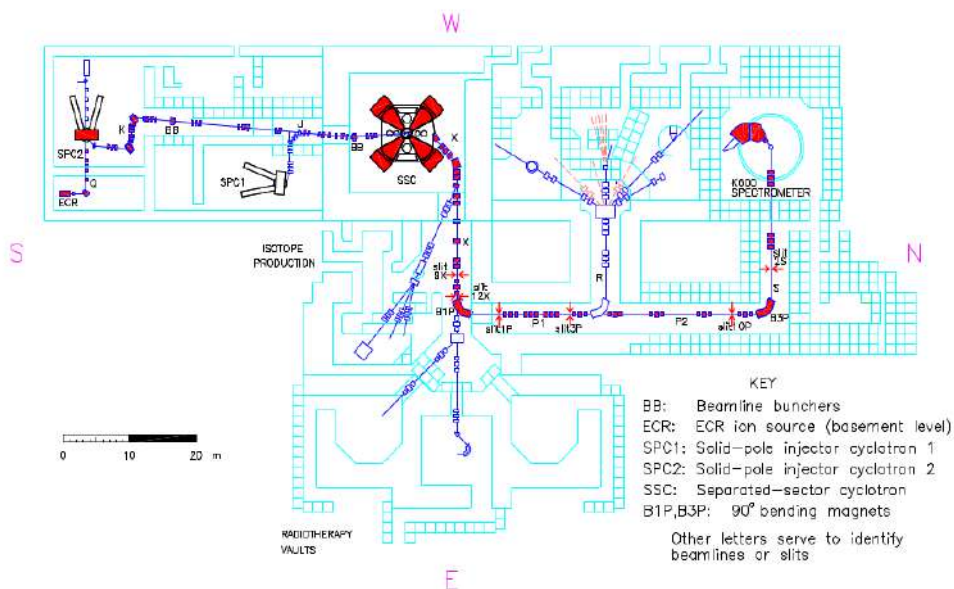 W
K
BB
J
SPC2
BB
X
SPC1
SSC
K600
SPECTROMETER
Q
ECR
ISOTOPE
PRODUCTION
X
S
N
slit
9X
slit
12X
R
slit
2S
S
B1P
slit1P
P1
slit3P
P2
slit10P
B3P
KEY
BB: Beamline bunchers
ECR: ECR ion source (basement level)
SPC1: Solid-pole injector cyclotron 1
SPC2: Solid-pole injector cyclotron 2
SSC: Separated-sector cyclotron
B1P,B3P: 90° bending magnets
Other letters serve to identify
beamlines or slits
0 10 20 m
RADIOTHERAPY
VAULTS
E